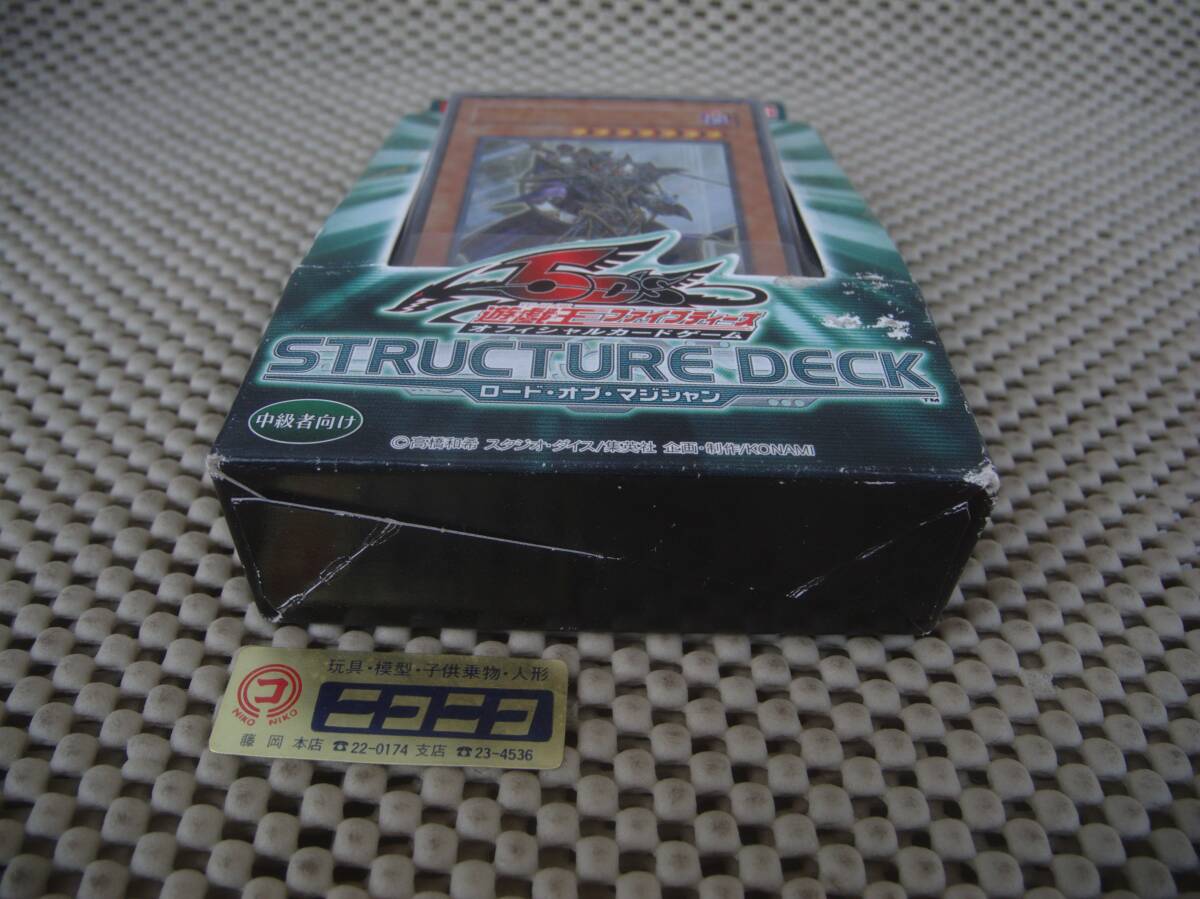 5D's
遊戯王ファイブディーズ
オフィシャルカードゲーム
STRUCTURE DECK™
ロード・オブ・マジシャン
中級者向け
©高橋和希 スタジオ・ダイス/集英社 企画・制作/KONAMI
玩具・模型・子供乗物・人形
コ
NIKO NIKO
ニコニコ
藤岡 本店 ☎22-0174 支店 ☎23-4536